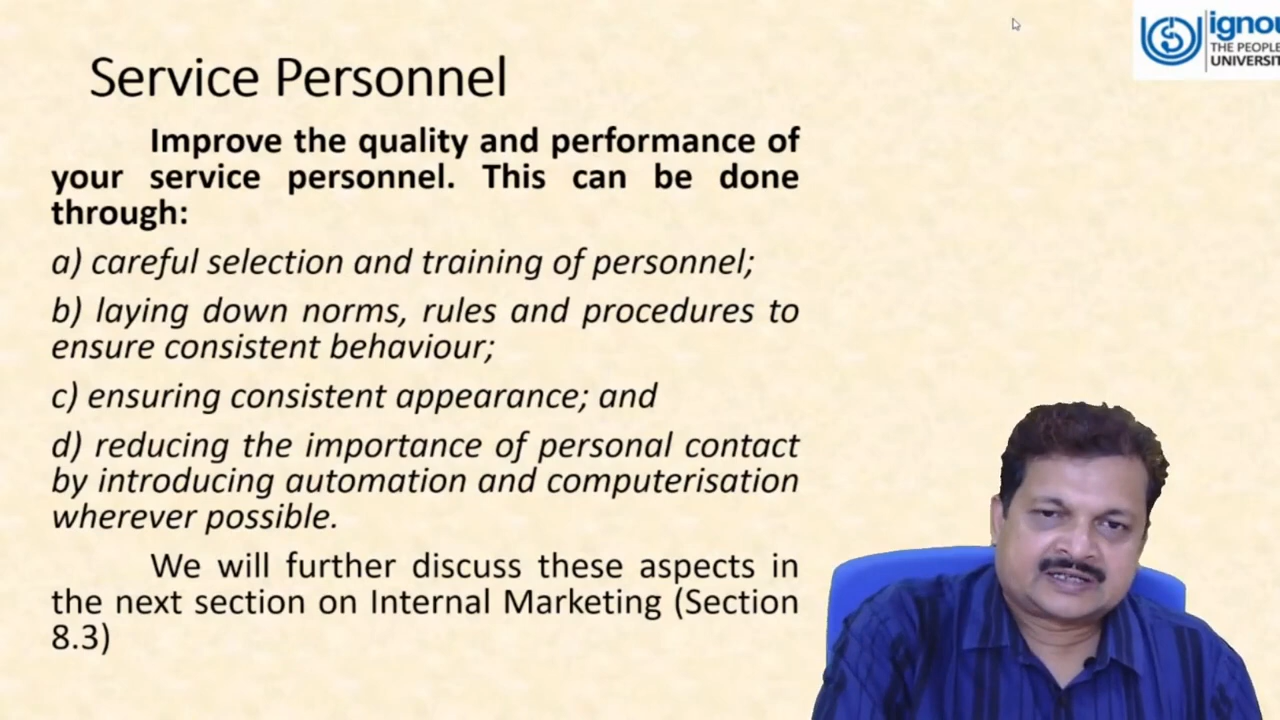 Service Personnel
Improve the quality and performance of
your service personnel. This can be done
through:
a) careful selection and training of personnel;
b) laying down norms, rules and procedures to
ensure consistent behaviour;
c) ensuring consistent appearance; and
d) reducing the importance of personal contact
by introducing automation and computerisation
wherever possible.
We will further discuss these aspects in
the next section on Internal Marketing (Section
8.3)
ignou
THE PEOPLE
UNIVERSIT